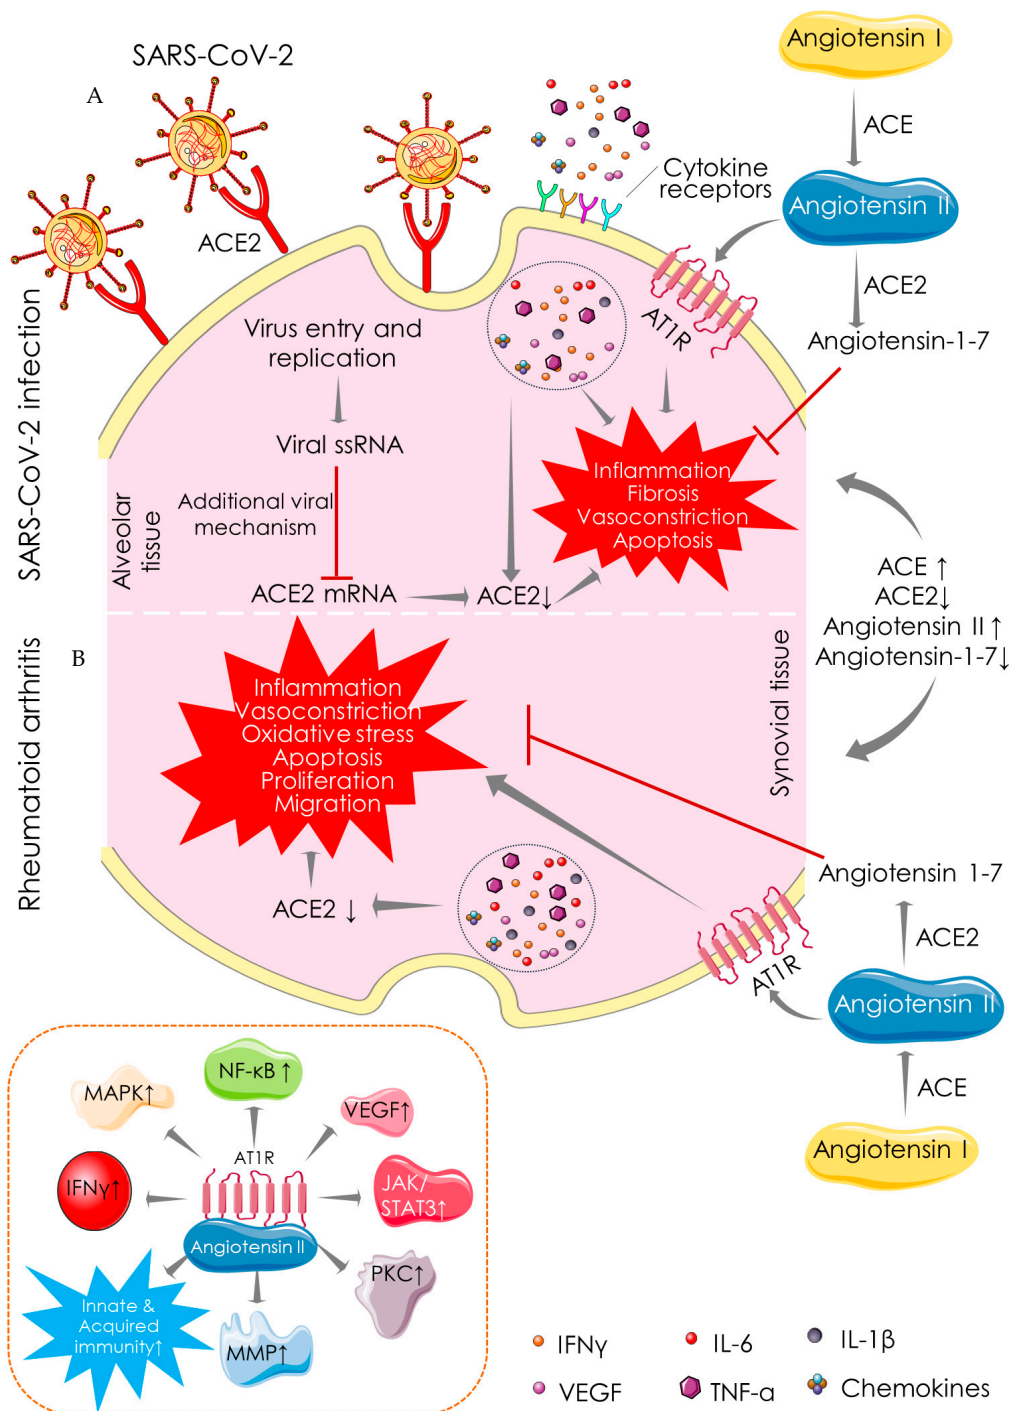 SARS-CoV-2
A
ACE2
Cytokine
receptors
Angiotensin I
ACE
Angiotensin II
ACE2
Angiotensin-1-7
AT1R
SARS-CoV-2 infection
Alveolar
tissue
Virus entry and
replication
Viral ssRNA
Additional viral
mechanism
ACE2 mRNA
ACE2↓
Inflammation
Fibrosis
Vasoconstriction
Apoptosis
ACE ↑
ACE2↓
Angiotensin II ↑
Angiotensin-1-7↓
Rheumatoid arthritis
B
Synovial tissue
Inflammation
Vasoconstriction
Oxidative stress
Apoptosis
Proliferation
Migration
ACE2 ↓
AT1R
Angiotensin 1-7
ACE2
Angiotensin II
ACE
Angiotensin I
MAPK↑
NF-κB ↑
VEGF↑
AT1R
IFNγ↑
JAK/
STAT3↑
Angiotensin II
PKC↑
Innate &
Acquired
immunity↑
MMP↑
IFNγ
IL-6
IL-1β
VEGF
TNF-α
Chemokines